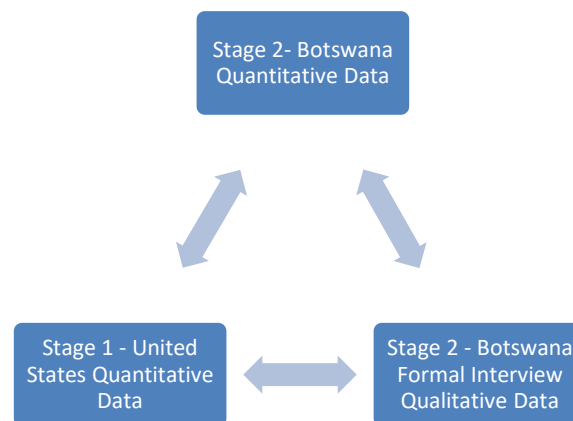 Stage 2- Botswana
Quantitative Data
Stage 1 - United
States Quantitative
Data
Stage 2 - Botswana
Formal Interview
Qualitative Data